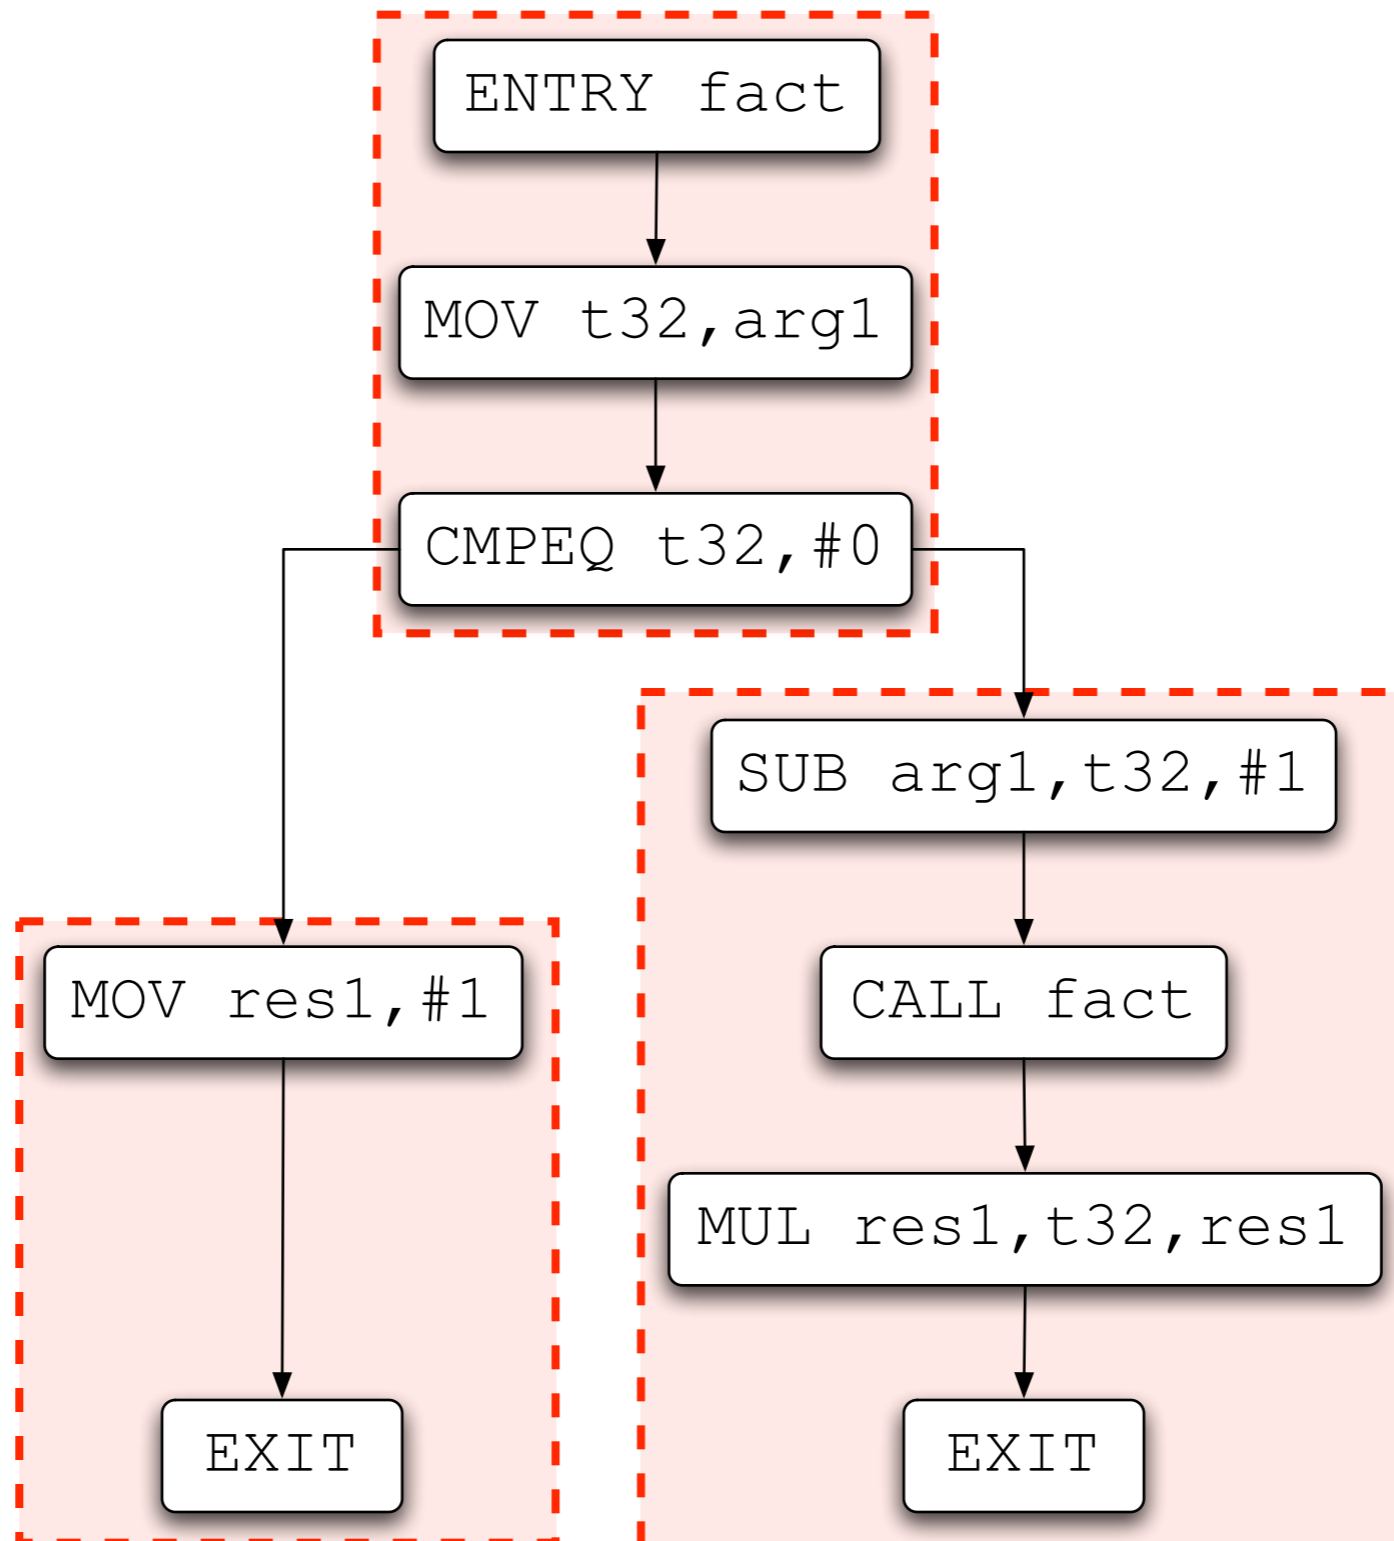 ENTRY fact
MOV t32,arg1
CMPEQ t32,#0
SUB arg1,t32,#1
MOV res1,#1
CALL fact
MUL res1,t32,res1
EXIT
EXIT